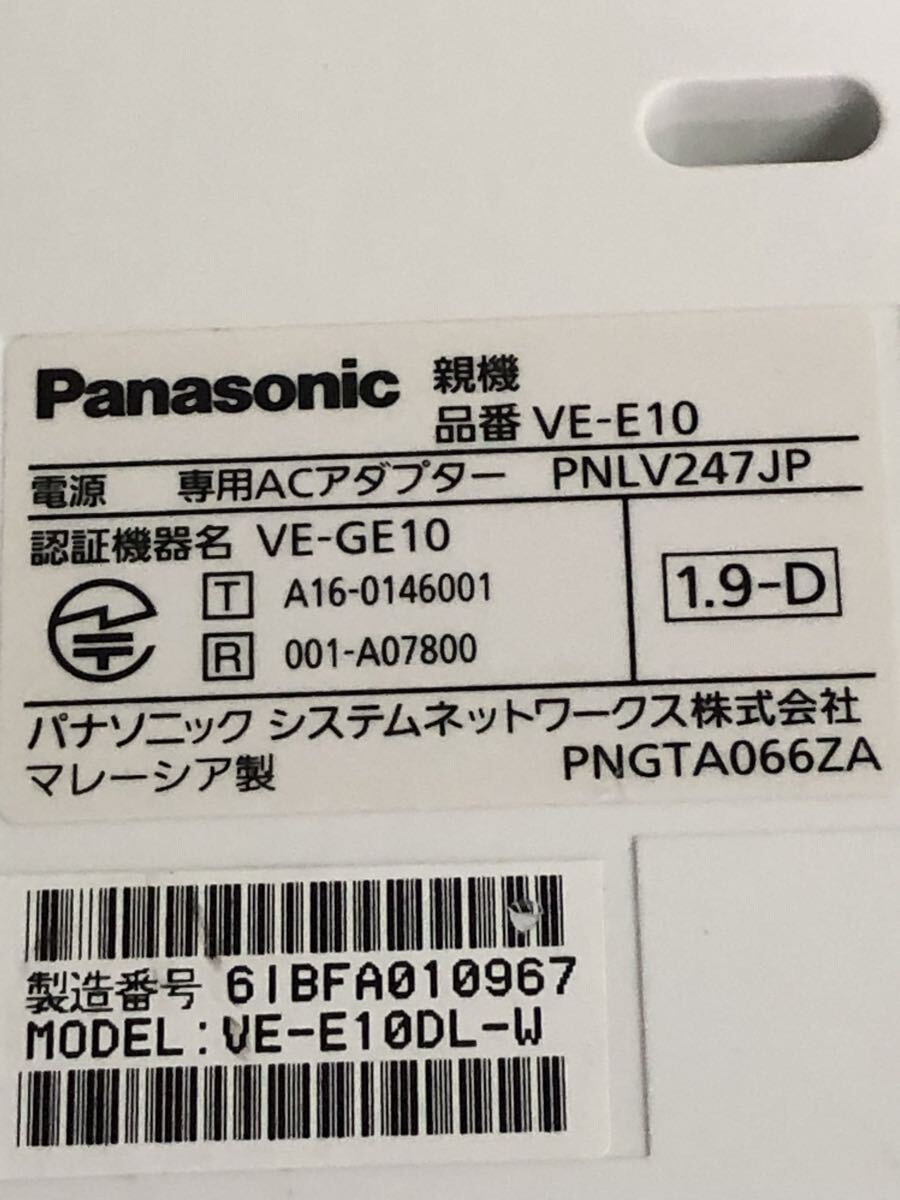 Panasonic 親機
品番 VE-E10
電源 専用ACアダプター PNLV247JP
認証機器名 VE-GE10
T A16-0146001
R 001-A07800
1.9-D
パナソニック システムネットワークス株式会社
マレーシア製 PNGTA066ZA
製造番号 6IBFA010967
MODEL:VE-E10DL-W